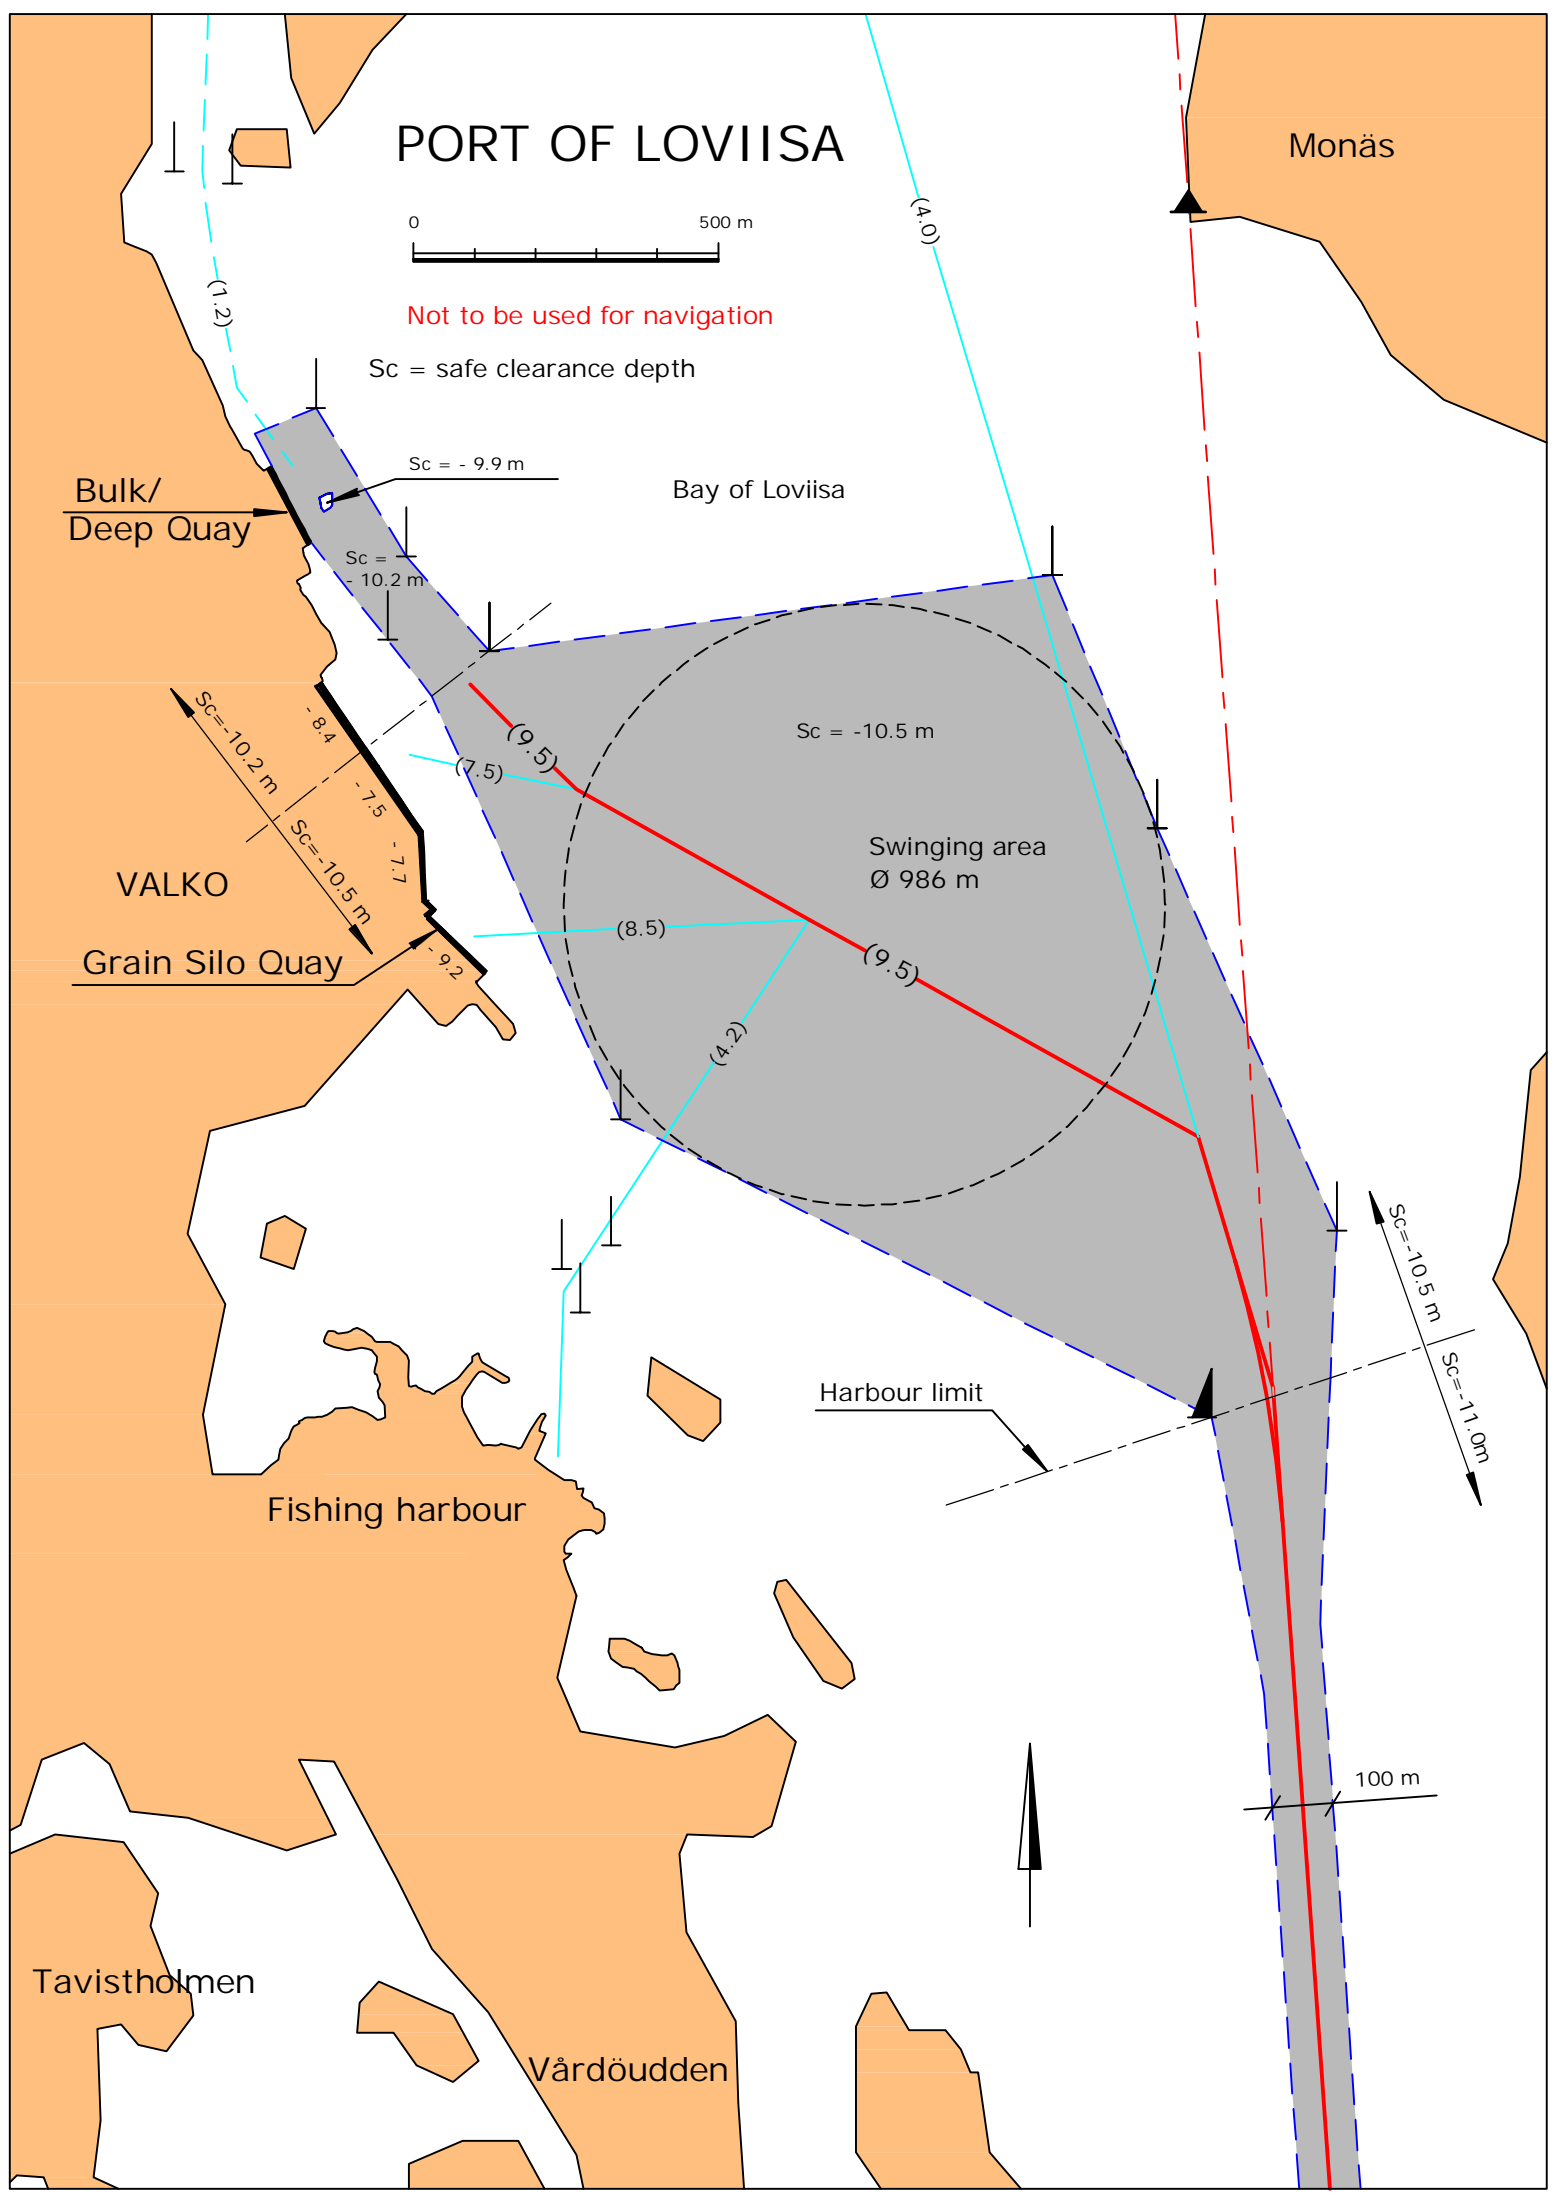 PORT OF LOVIISA
Monäs
0
500 m
(4.0)
(1.2)
Not to be used for navigation
Sc = safe clearance depth
Sc = - 9.9 m
Bay of Loviisa
Bulk/
Deep Quay
Sc =
- 10.2 m
Sc=-10.2 m
- 8.4
(9.5)
(7.5)
Sc = -10.5 m
- 7.5
Sc=-10.5 m
- 7.7
Swinging area
Ø 986 m
VALKO
(8.5)
(9.5)
Grain Silo Quay
- 9.2
(4.2)
Sc=-10.5 m
Harbour limit
Sc=-11.0m
Fishing harbour
100 m
Tavistholmen
Vårdöudden